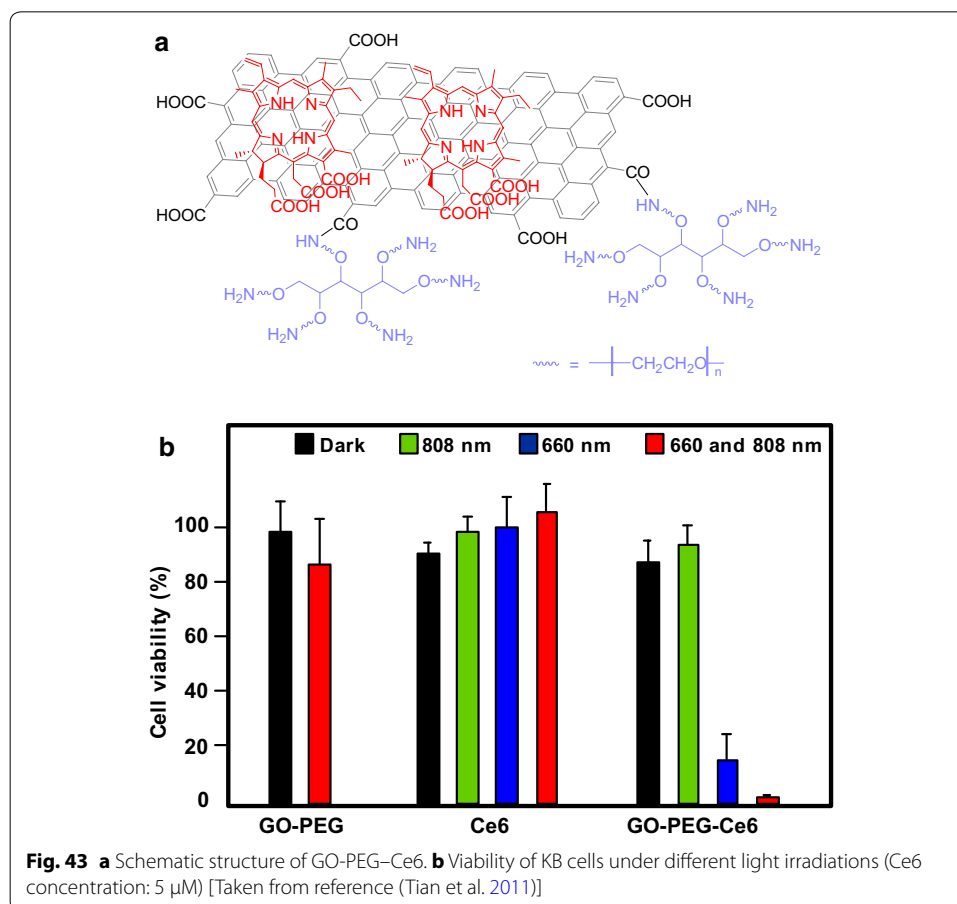 a
COOH
HOOC
COOH
NH
N
NH
N
N
HN
N
HN
CO
COOH
COOH
COOH
COOH
COOH
COOH
HOOC
CO
COOH
HN
O
O
NH2
HN
O
O
NH2
H2N
O
O
NH2
H2N
O
O
NH2
H2N
O
O
NH2
H2N
O
O
NH2
= CH2CH2O n
b
Dark
808 nm
660 nm
660 and 808 nm
Cell viability (%)
100
80
60
40
20
0
GO-PEG
Ce6
GO-PEG-Ce6
Fig. 43 a Schematic structure of GO-PEG–Ce6. b Viability of KB cells under different light irradiations (Ce6
concentration: 5 μM) [Taken from reference (Tian et al. 2011)]